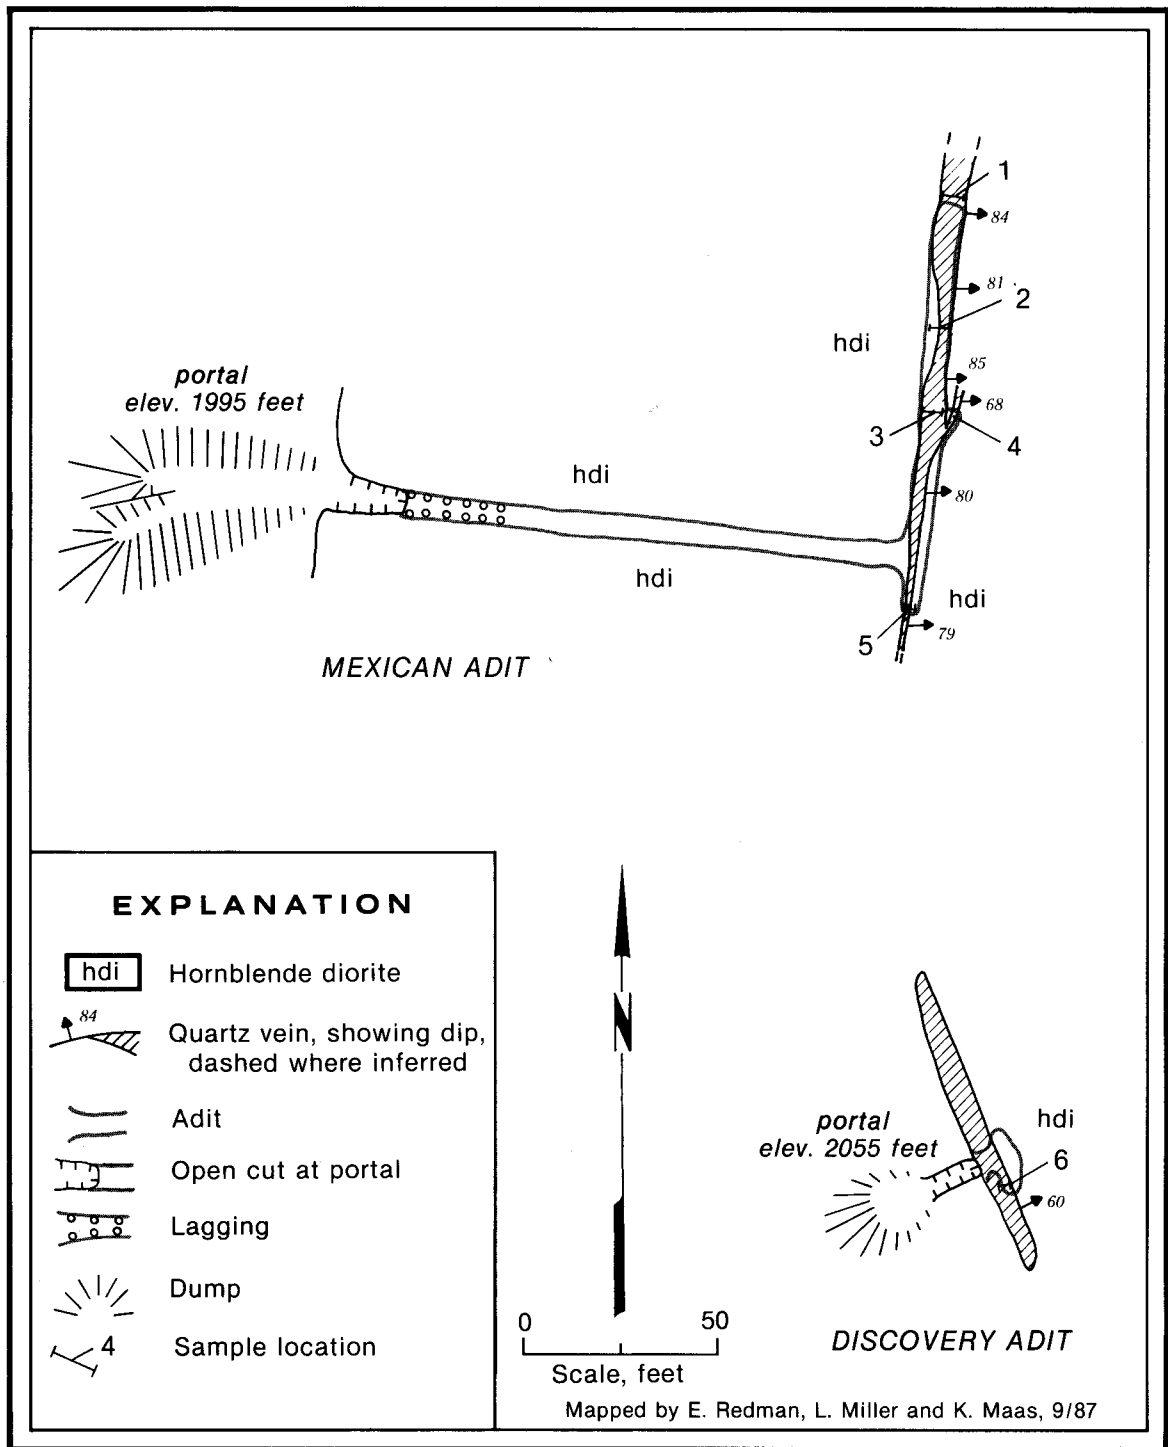 1
84
81
2
hdi
85
68
portal
elev. 1995 feet
3
4
hdi
80
hdi
hdi
5
79
MEXICAN ADIT
EXPLANATION
hdi Hornblende diorite
84 Quartz vein, showing dip,
dashed where inferred
Adit
Open cut at portal
Lagging
Dump
4 Sample location
N
0 50
Scale, feet
portal
elev. 2055 feet
hdi
6
60
DISCOVERY ADIT
Mapped by E. Redman, L. Miller and K. Maas, 9/87